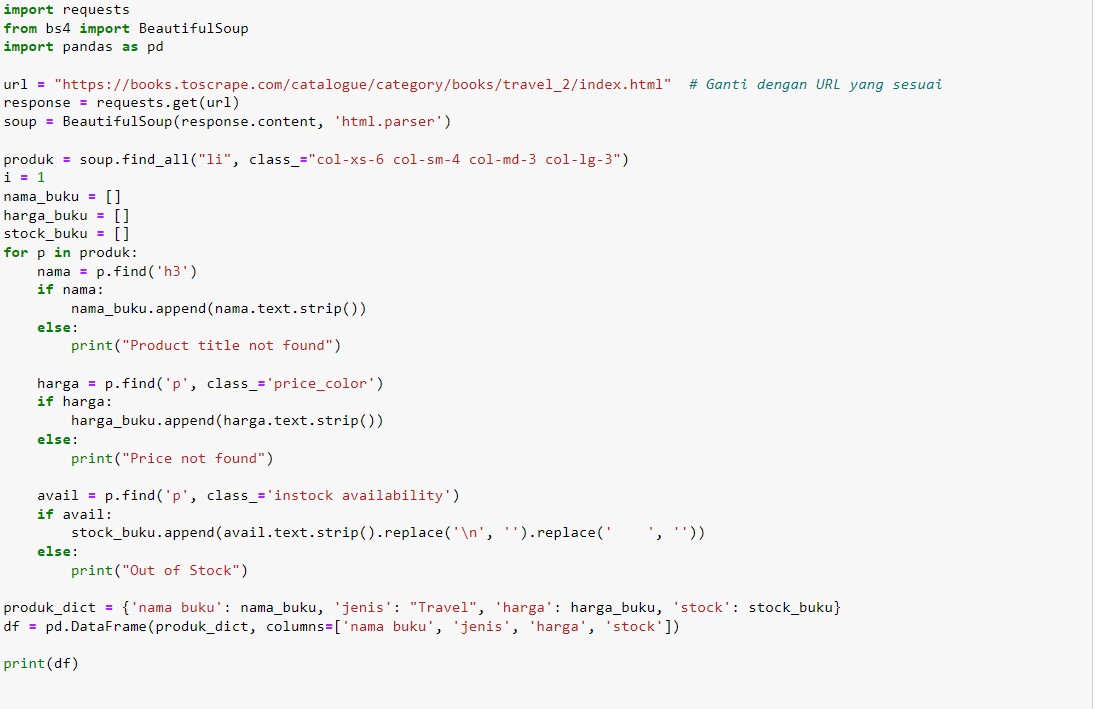 import requests
from bs4 import BeautifulSoup
import pandas as pd

url = "https://books.toscrape.com/catalogue/category/books/travel_2/index.html"  # Ganti dengan URL yang sesuai
response = requests.get(url)
soup = BeautifulSoup(response.content, 'html.parser')

produk = soup.find_all("li", class_="col-xs-6 col-sm-4 col-md-3 col-lg-3")
i = 1
nama_buku = []
harga_buku = []
stock_buku = []
for p in produk:
    nama = p.find('h3')
    if nama:
        nama_buku.append(nama.text.strip())
    else:
        print("Product title not found")

    harga = p.find('p', class_='price_color')
    if harga:
        harga_buku.append(harga.text.strip())
    else:
        print("Price not found")

    avail = p.find('p', class_='instock availability')
    if avail:
        stock_buku.append(avail.text.strip().replace('\n', '').replace('    ', ''))
    else:
        print("Out of Stock")

produk_dict = {'nama buku': nama_buku, 'jenis': "Travel", 'harga': harga_buku, 'stock': stock_buku}
df = pd.DataFrame(produk_dict, columns=['nama buku', 'jenis', 'harga', 'stock'])

print(df)